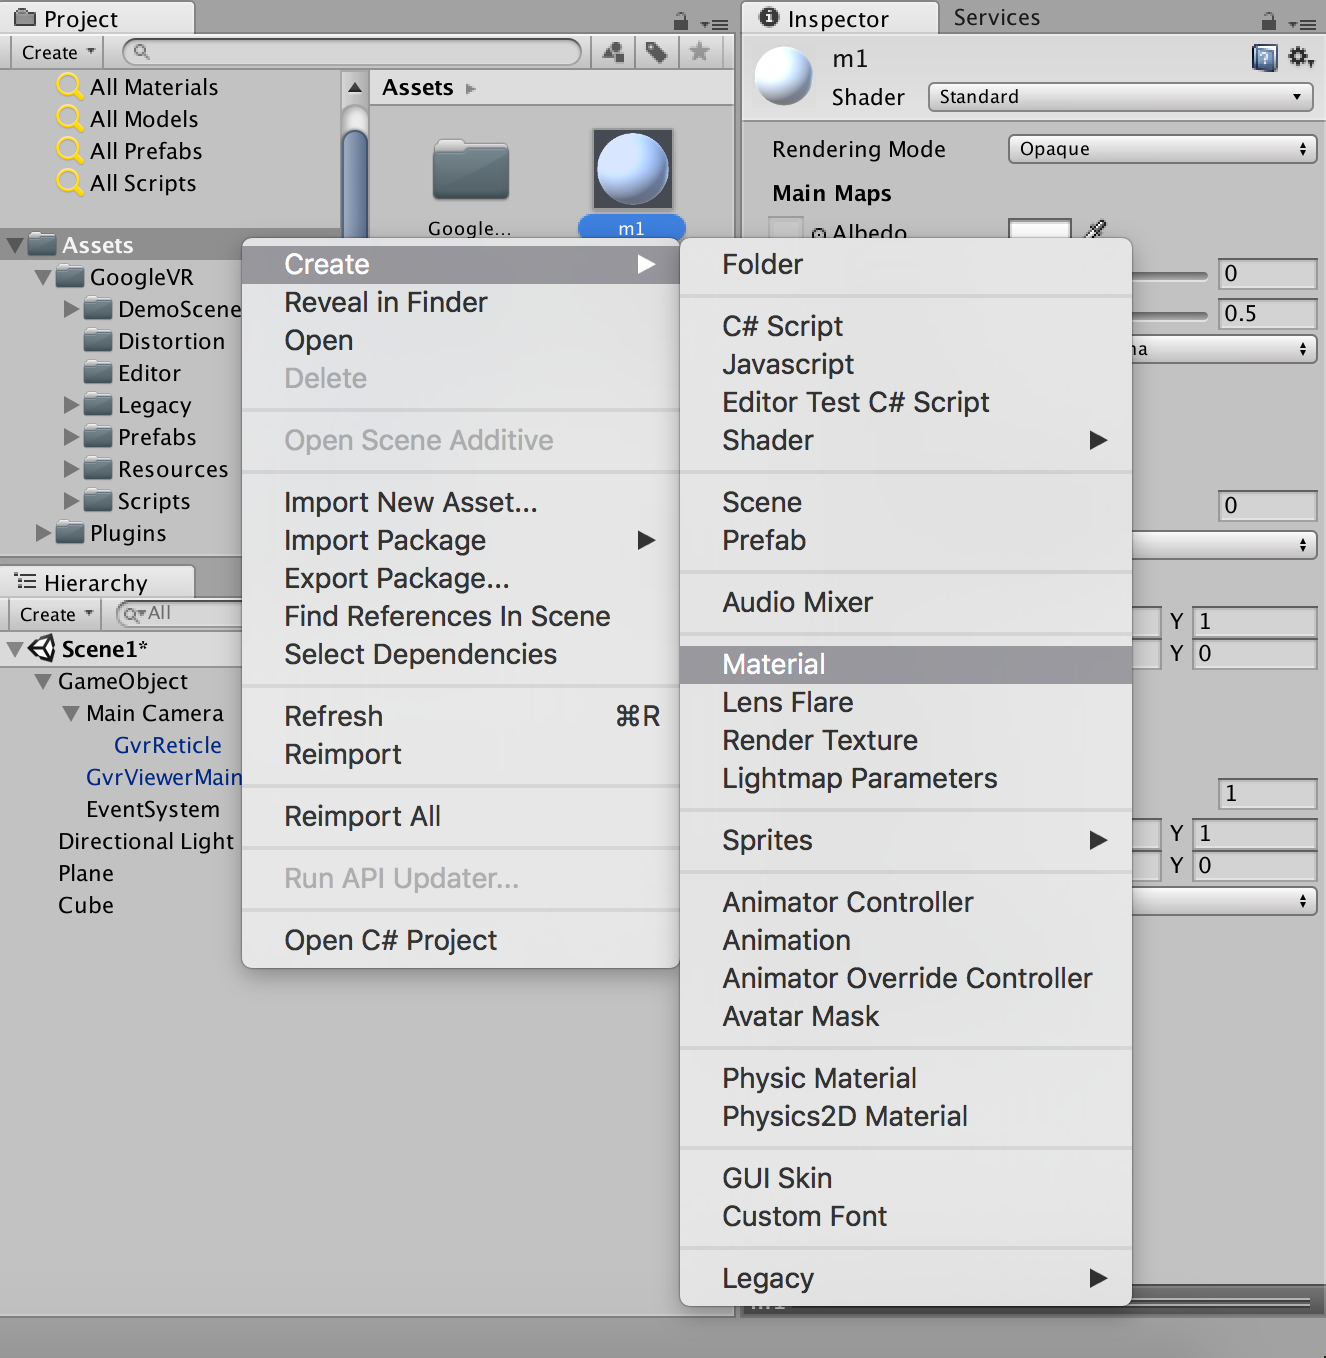 Project
Create
All Materials
All Models
All Prefabs
All Scripts
Assets
GoogleVR
DemoScene
Distortion
Editor
Legacy
Prefabs
Resources
Scripts
Plugins
Assets
Google...
m1
Hierarchy
Create
All
Scene1*
GameObject
Main Camera
GvrReticle
GvrViewerMain
EventSystem
Directional Light
Plane
Cube
Create
Reveal in Finder
Open
Delete
Open Scene Additive
Import New Asset...
Import Package
Export Package...
Find References In Scene
Select Dependencies
Refresh ⌘R
Reimport
Reimport All
Run API Updater...
Open C# Project
Folder
C# Script
Javascript
Editor Test C# Script
Shader
Scene
Prefab
Audio Mixer
Material
Lens Flare
Render Texture
Lightmap Parameters
Sprites
Animator Controller
Animation
Animator Override Controller
Avatar Mask
Physic Material
Physics2D Material
GUI Skin
Custom Font
Legacy
Inspector
Services
m1
Shader Standard
Rendering Mode Opaque
Main Maps
Albedo
0
0.5
na
0
Y 1
Y 0
1
Y 1
Y 0